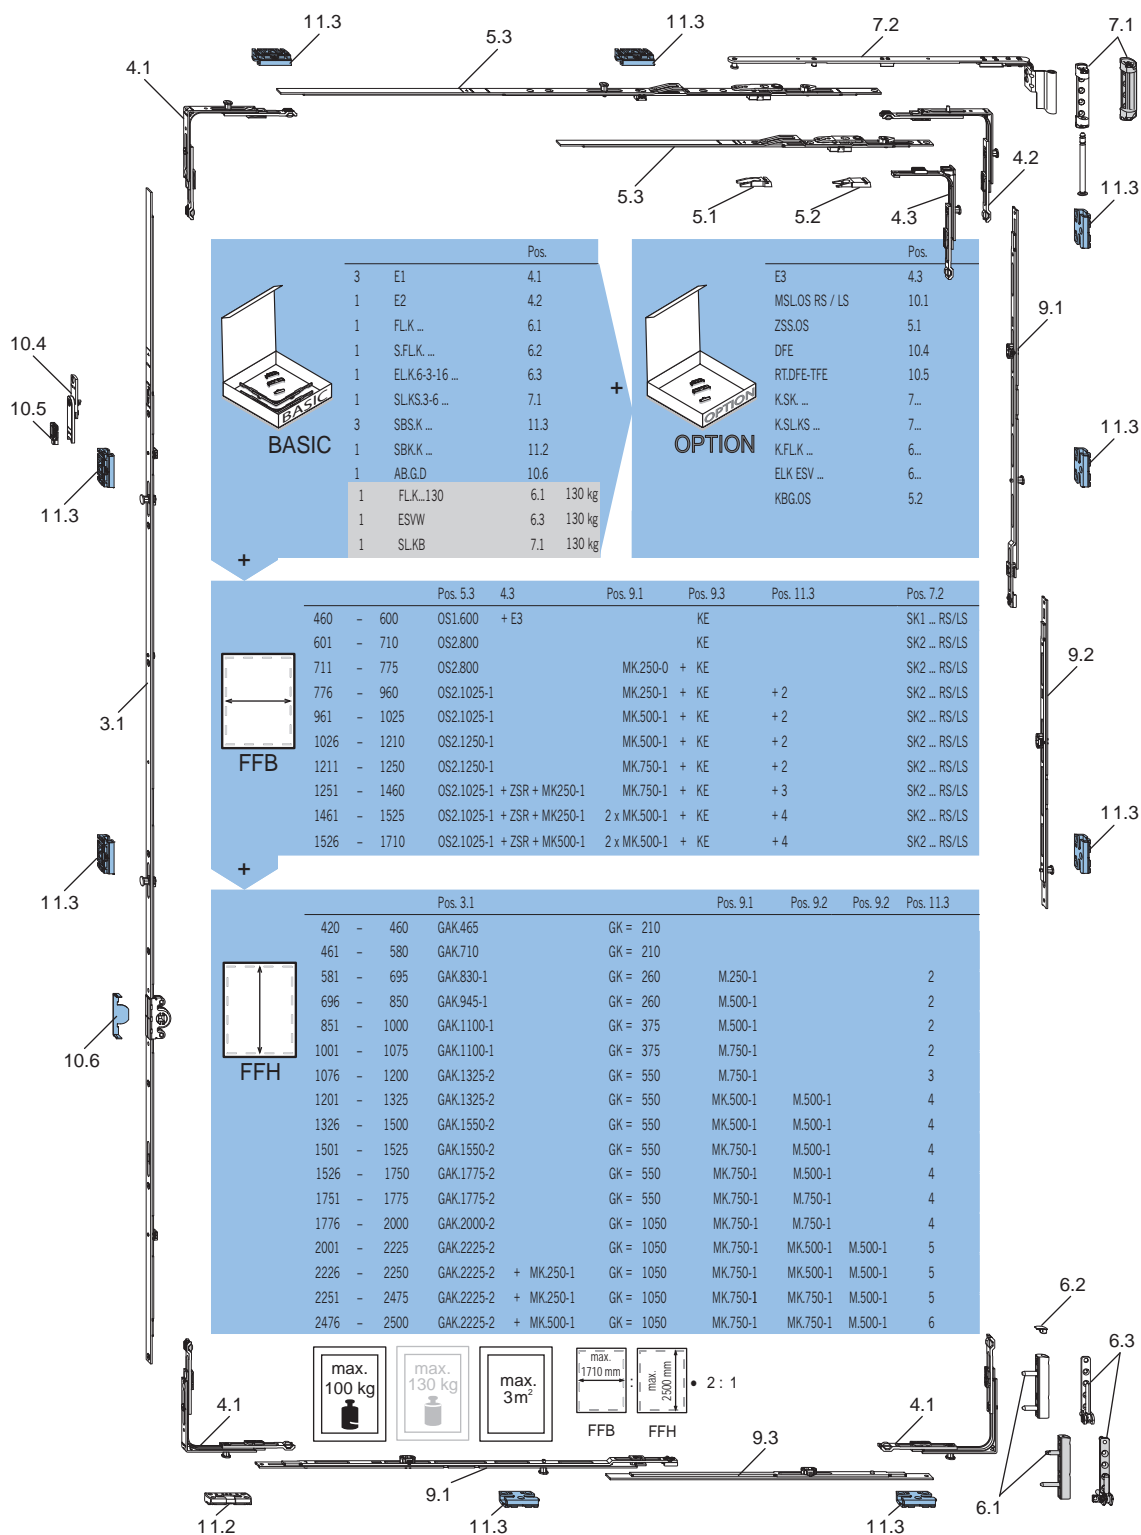 11.3
5.3
11.3
7.2
7.1
4.1
5.3
5.1
5.2
4.3
4.2
11.3
Pos.
3 E1 4.1
1 E2 4.2
1 FL.K ... 6.1
1 S.FL.K. ... 6.2
1 EL.K.6-3-16 ... 6.3
1 SL.KS.3-6 ... 7.1
3 SBS.K ... 11.3
1 SBK.K ... 11.2
1 AB.G.D 10.6
1 FL.K...130 6.1 130 kg
1 ESVW 6.3 130 kg
1 SL.KB 7.1 130 kg
BASIC
BASIC
+
Pos.
E3 4.3
MSL.OS RS / LS 10.1
ZSS.OS 5.1
DFE 10.4
RT.DFE-TFE 10.5
K.SK. ... 7...
K.SL.KS ... 7...
K.FL.K ... 6...
ELK ESV ... 6...
KBG.OS 5.2
OPTION
OPTION
9.1
10.4
10.5
11.3
11.3
+
Pos. 5.3 4.3 Pos. 9.1 Pos. 9.3 Pos. 11.3 Pos. 7.2
460 – 600 OS1.600 + E3 KE SK1 ... RS/LS
601 – 710 OS2.800 KE SK2 ... RS/LS
711 – 775 OS2.800 MK.250-0 + KE SK2 ... RS/LS
776 – 960 OS2.1025-1 MK.250-1 + KE + 2 SK2 ... RS/LS
961 – 1025 OS2.1025-1 MK.500-1 + KE + 2 SK2 ... RS/LS
1026 – 1210 OS2.1250-1 MK.500-1 + KE + 2 SK2 ... RS/LS
1211 – 1250 OS2.1250-1 MK.750-1 + KE + 2 SK2 ... RS/LS
1251 – 1460 OS2.1025-1 + ZSR + MK250-1 MK.750-1 + KE + 3 SK2 ... RS/LS
1461 – 1525 OS2.1025-1 + ZSR + MK250-1 2 x MK.500-1 + KE + 4 SK2 ... RS/LS
1526 – 1710 OS2.1025-1 + ZSR + MK500-1 2 x MK.500-1 + KE + 4 SK2 ... RS/LS
FFB
3.1
9.2
11.3
11.3
+
Pos. 3.1 Pos. 9.1 Pos. 9.2 Pos. 9.2 Pos. 11.3
420 – 460 GAK.465 GK = 210
461 – 580 GAK.710 GK = 210
581 – 695 GAK.830-1 GK = 260 M.250-1 2
696 – 850 GAK.945-1 GK = 260 M.500-1 2
851 – 1000 GAK.1100-1 GK = 375 M.500-1 2
1001 – 1075 GAK.1100-1 GK = 375 M.750-1 2
1076 – 1200 GAK.1325-2 GK = 550 M.750-1 3
1201 – 1325 GAK.1325-2 GK = 550 MK.500-1 M.500-1 4
1326 – 1500 GAK.1550-2 GK = 550 MK.500-1 M.500-1 4
1501 – 1525 GAK.1550-2 GK = 550 MK.750-1 M.500-1 4
1526 – 1750 GAK.1775-2 GK = 550 MK.750-1 M.500-1 4
1751 – 1775 GAK.1775-2 GK = 550 MK.750-1 M.750-1 4
1776 – 2000 GAK.2000-2 GK = 1050 MK.750-1 M.750-1 4
2001 – 2225 GAK.2225-2 GK = 1050 MK.750-1 MK.500-1 M.500-1 5
2226 – 2250 GAK.2225-2 + MK.250-1 GK = 1050 MK.750-1 MK.500-1 M.500-1 5
2251 – 2475 GAK.2225-2 + MK.250-1 GK = 1050 MK.750-1 MK.750-1 M.500-1 5
2476 – 2500 GAK.2225-2 + MK.500-1 GK = 1050 MK.750-1 MK.750-1 M.500-1 6
FFH
10.6
6.2
6.3
max. 100 kg
max. 130 kg
max. 3m²
max. 1710 mm
FFB
:
max. 2500 mm
FFH
• 2 : 1
4.1
4.1
9.1
9.3
6.1
11.2
11.3
11.3